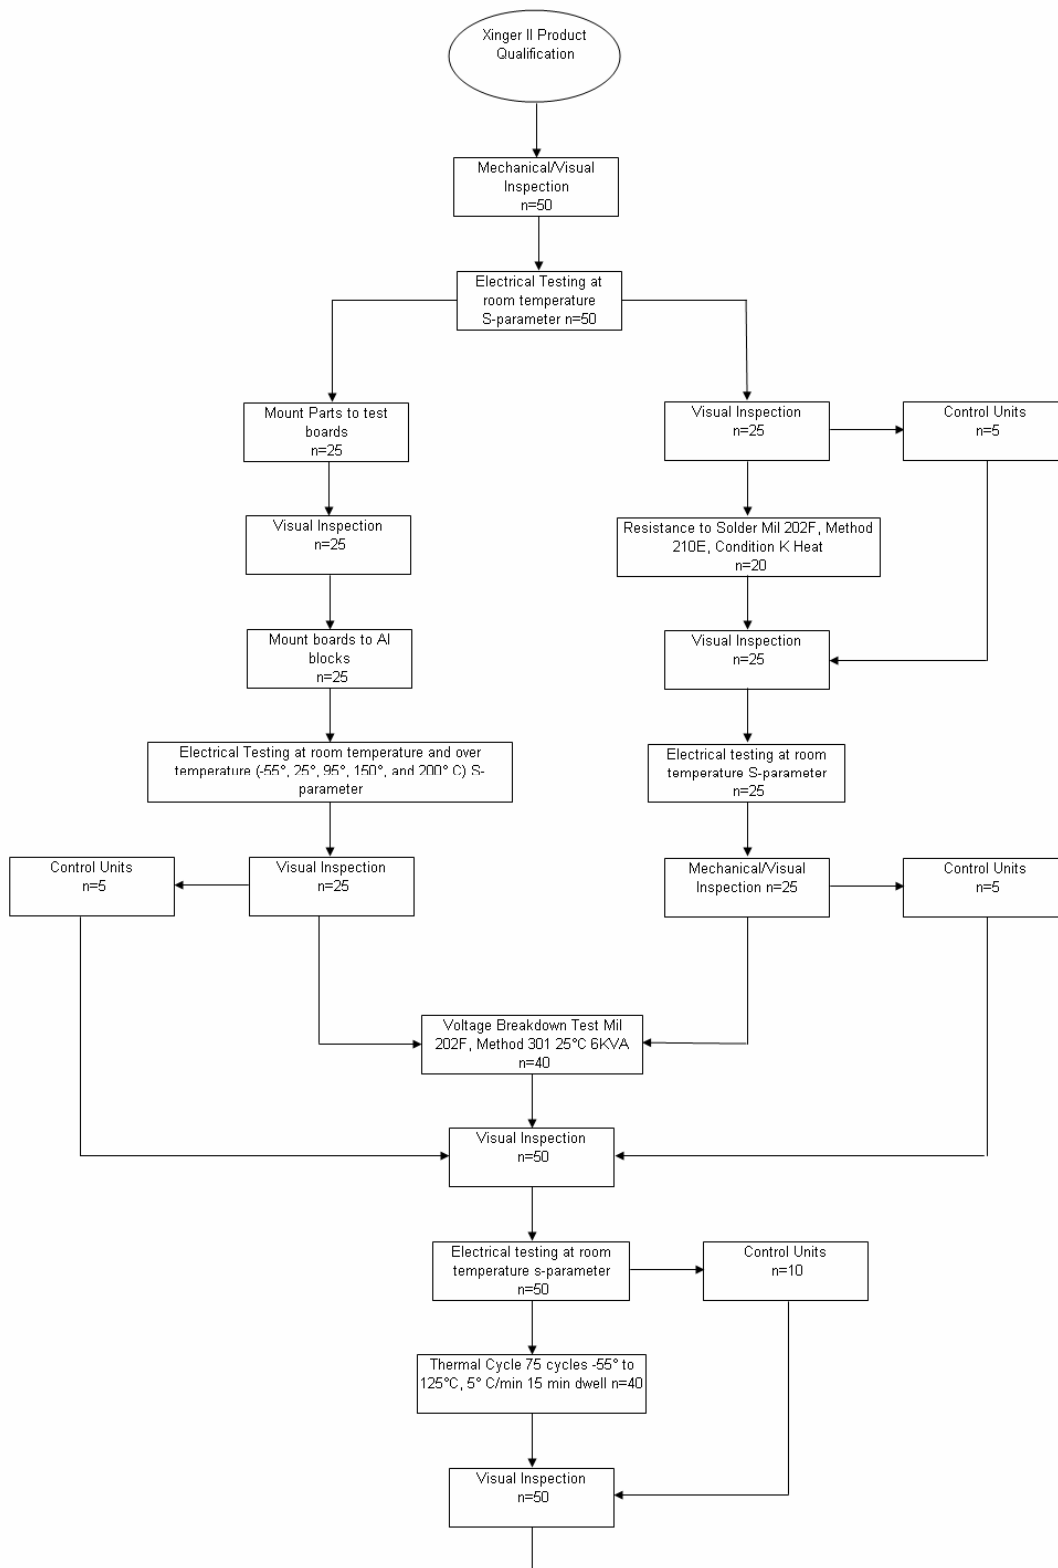 Xinger II Product
Qualification
Mechanical/Visual
Inspection
n=50
Electrical Testing at
room temperature
S-parameter n=50
Mount Parts to test
boards
n=25
Visual Inspection
n=25
Control Units
n=5
Visual Inspection
n=25
Resistance to Solder Mil 202F, Method
210E, Condition K Heat
n=20
Mount boards to Al
blocks
n=25
Visual Inspection
n=25
Electrical Testing at room temperature and over
temperature (-55°, 25°, 95°, 150°, and 200° C) S-
parameter
Electrical testing at room
temperature S-parameter
n=25
Control Units
n=5
Visual Inspection
n=25
Mechanical/Visual
Inspection n=25
Control Units
n=5
Voltage Breakdown Test Mil
202F, Method 301 25°C 6KVA
n=40
Visual Inspection
n=50
Electrical testing at room
temperature s-parameter
n=50
Control Units
n=10
Thermal Cycle 75 cycles -55° to
125°C, 5° C/min 15 min dwell n=40
Visual Inspection
n=50